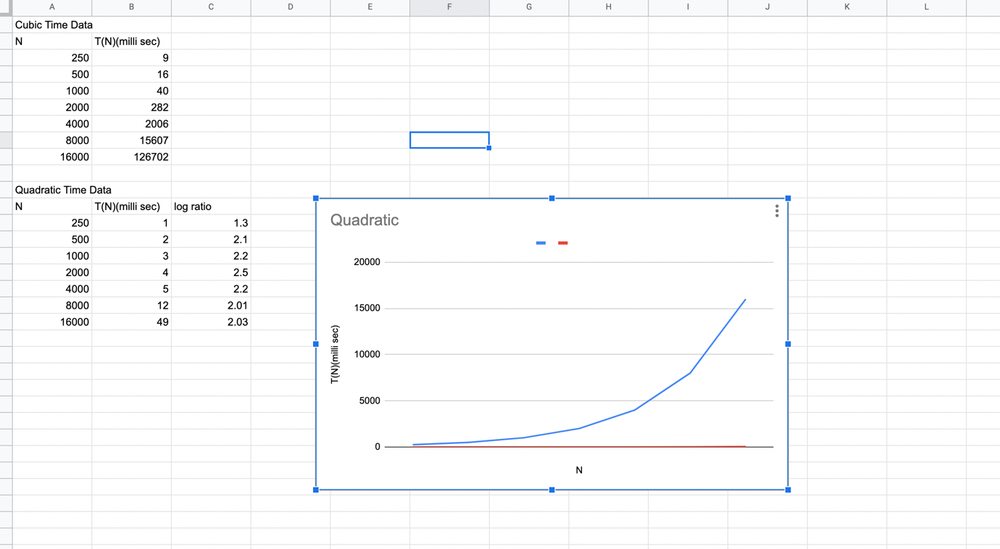 A B C D E F G H I J K L
Cubic Time Data
N T(N)(milli sec)
250 9
500 16
1000 40
2000 282
4000 2006
8000 15607
16000 126702
Quadratic Time Data
N T(N)(milli sec) log ratio
250 1 1.3
500 2 2.1
1000 3 2.2
2000 4 2.5
4000 5 2.2
8000 12 2.01
16000 49 2.03
Quadratic
20000
15000
10000
5000
0
T(N)(milli sec)
N